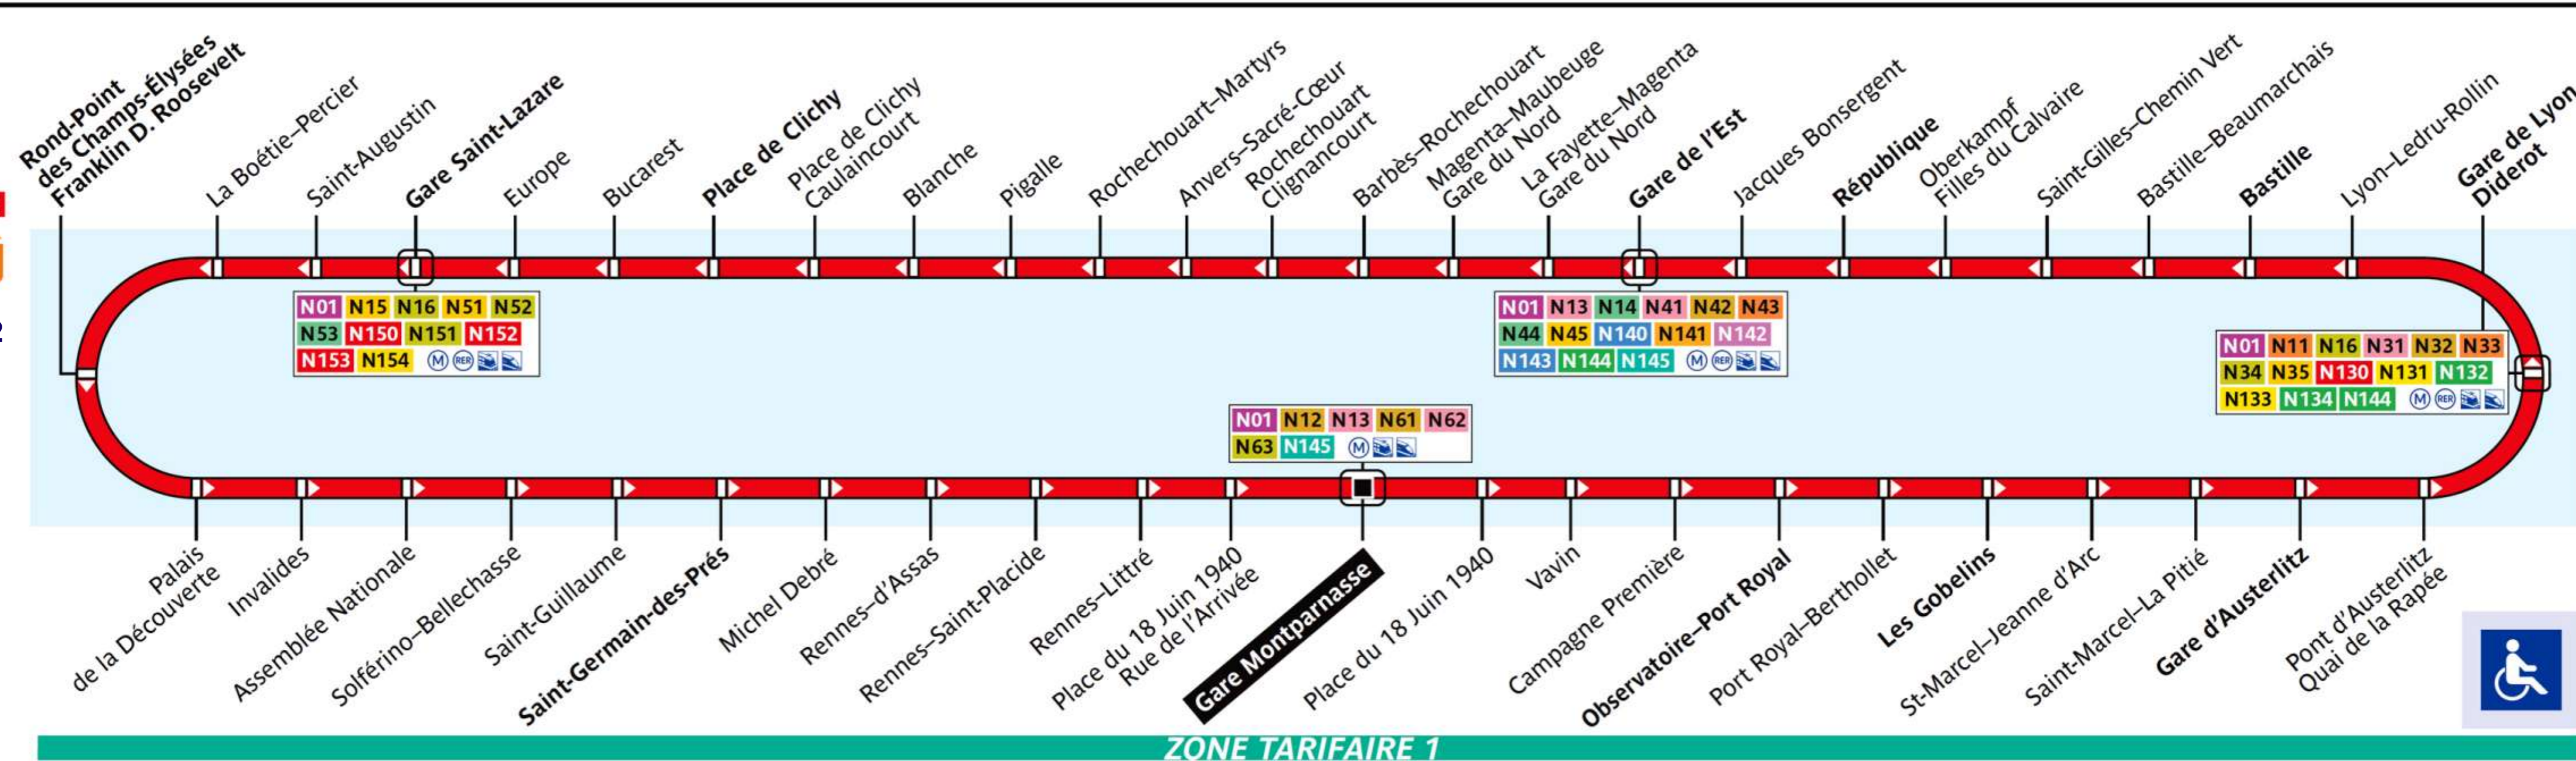 Rond-Point
des Champs-Élysées
Franklin D. Roosevelt
La Boétie–Percier
Saint-Augustin
Gare Saint-Lazare
Europe
Bucarest
Place de Clichy
Place de Clichy
Caulaincourt
Blanche
Pigalle
Rochechouart–Martyrs
Anvers–Sacré-Cœur
Rochechouart
Clignancourt
Barbès–Rochechouart
Magenta–Maubeuge
Gare du Nord
La Fayette–Magenta
Gare du Nord
Gare de l'Est
Jacques Bonsergent
République
Oberkampf
Filles du Calvaire
Saint-Gilles–Chemin Vert
Bastille–Beaumarchais
Bastille
Lyon–Ledru-Rollin
Gare de Lyon
Diderot
N01 N15 N16 N51 N52
N53 N150 N151 N152
N153 N154 M RER
N01 N13 N14 N41 N42 N43
N44 N45 N140 N141 N142
N143 N144 N145 M RER
N01 N11 N16 N31 N32 N33
N34 N35 N130 N131 N132
N133 N134 N144 M RER
N01 N12 N13 N61 N62
N63 N145 M
Palais
de la Découverte
Invalides
Assemblée Nationale
Solférino–Bellechasse
Saint-Guillaume
Saint-Germain-des-Prés
Michel Debré
Rennes–d'Assas
Rennes–Saint-Placide
Rennes–Littré
Place du 18 Juin 1940
Rue de l'Arrivée
Gare Montparnasse
Place du 18 Juin 1940
Vavin
Campagne Première
Observatoire–Port Royal
Port Royal–Berthollet
Les Gobelins
St-Marcel–Jeanne d'Arc
Saint-Marcel–La Pitié
Gare d'Austerlitz
Pont d'Austerlitz
Quai de la Rapée
ZONE TARIFAIRE 1